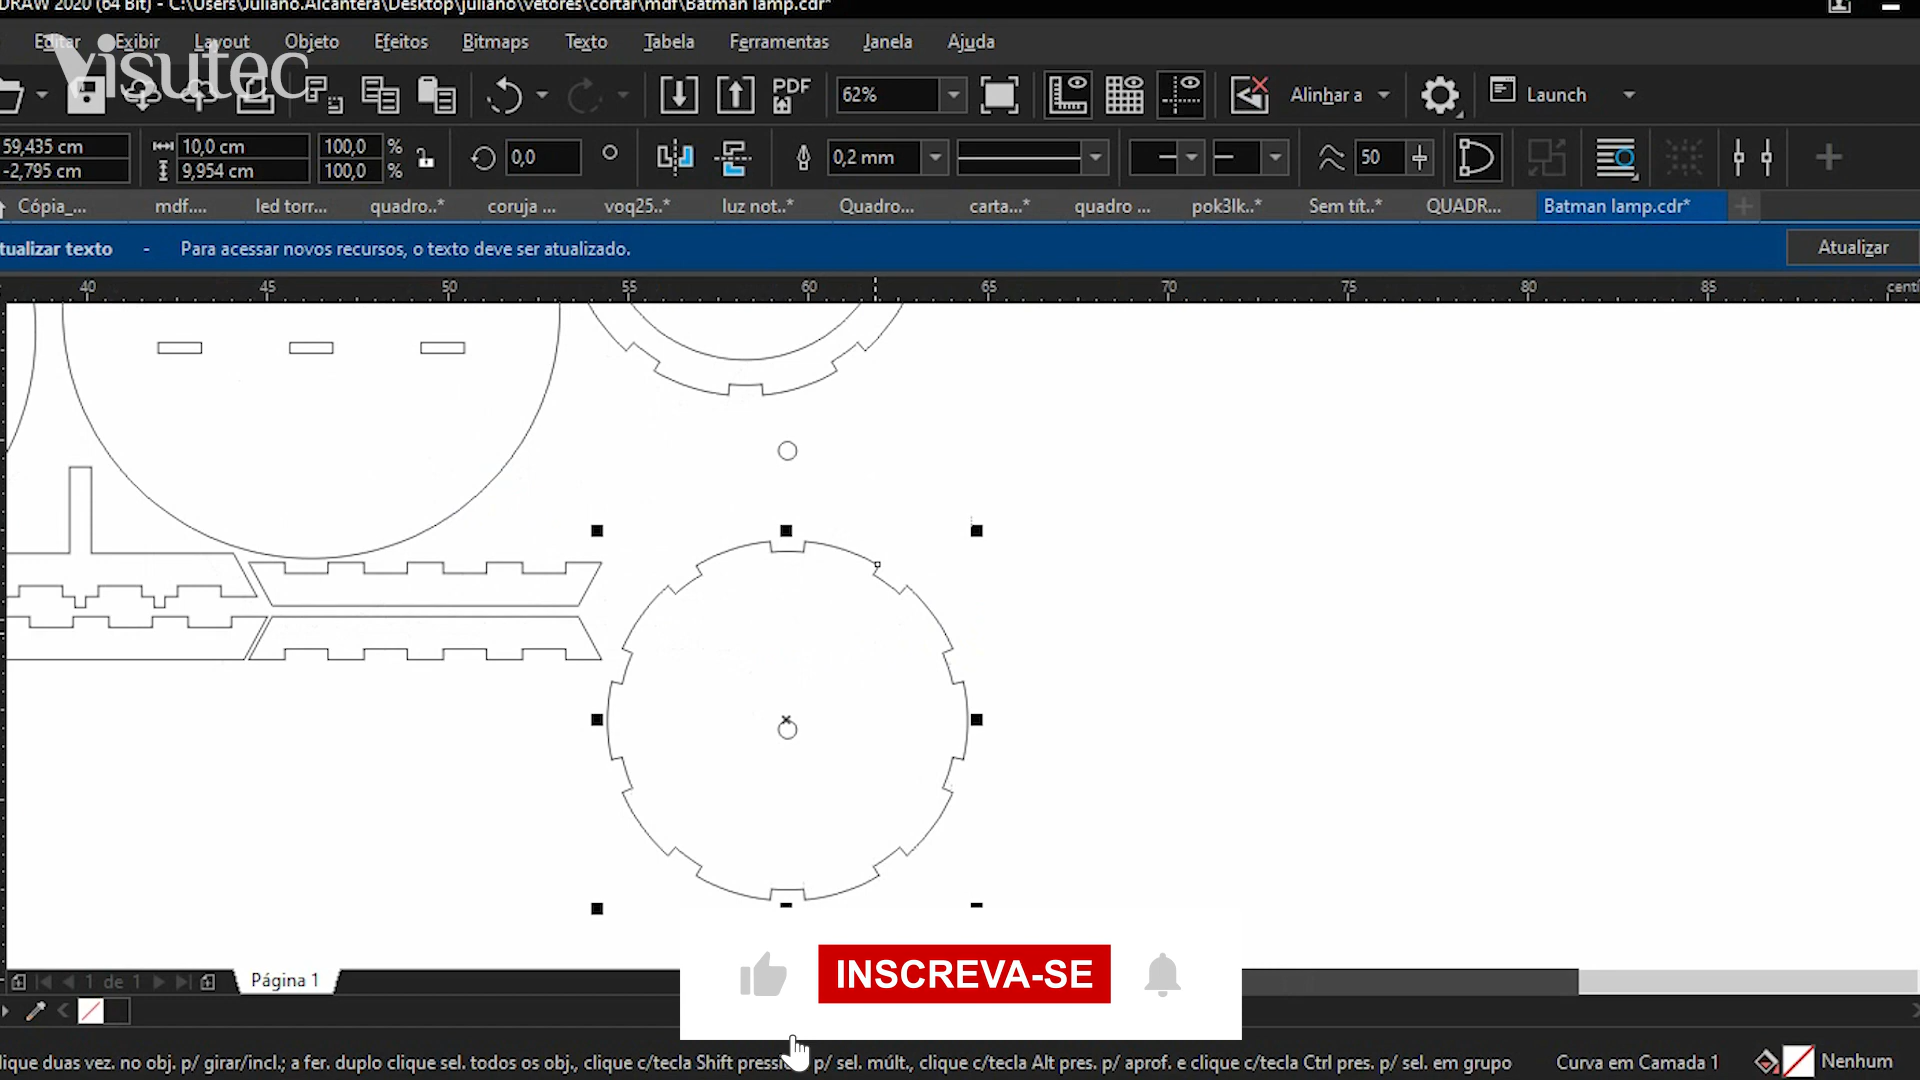 DRAW 2020 (64 Bit) - C:\Users\Juliano.Alcantera\Desktop\juliano\vetores\cortar\mdf\Batman lamp.cdr*
Editar Exibir Layout Objeto Efeitos Bitmaps Texto Tabela Ferramentas Janela Ajuda
Visutec
PDF 62% Alinhar a Launch
59,435 cm 10,0 cm 100,0 % 0,0 0,2 mm 50
-2,795 cm 9,954 cm 100,0 %
Cópia_... mdf.... led torr... quadro..* coruja ... voq25..* luz not..* Quadro... carta...* quadro ... pok3lk..* Sem tít..* QUADR... Batman lamp.cdr*
tualizar texto - Para acessar novos recursos, o texto deve ser atualizado. Atualizar
40 45 50 55 60 65 70 75 80 85 centí
1 de 1 Página 1
INSCREVA-SE
lique duas vez. no obj. p/ girar/incl.; a fer. duplo clique sel. todos os obj., clique c/tecla Shift pressi p/ sel. múlt., clique c/tecla Alt pres. p/ aprof. e clique c/tecla Ctrl pres. p/ sel. em grupo Curva em Camada 1 Nenhum